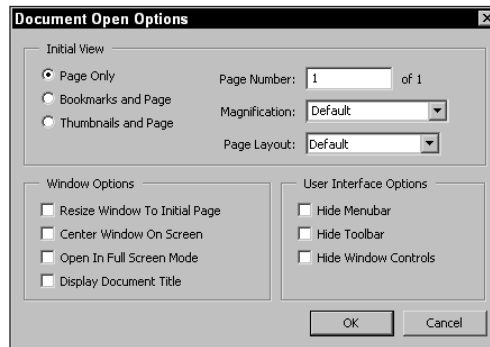 Document Open Options
Initial View
Page Only
Bookmarks and Page
Thumbnails and Page
Page Number: 1 of 1
Magnification: Default
Page Layout: Default
Window Options
Resize Window To Initial Page
Center Window On Screen
Open In Full Screen Mode
Display Document Title
User Interface Options
Hide Menubar
Hide Toolbar
Hide Window Controls
OK Cancel